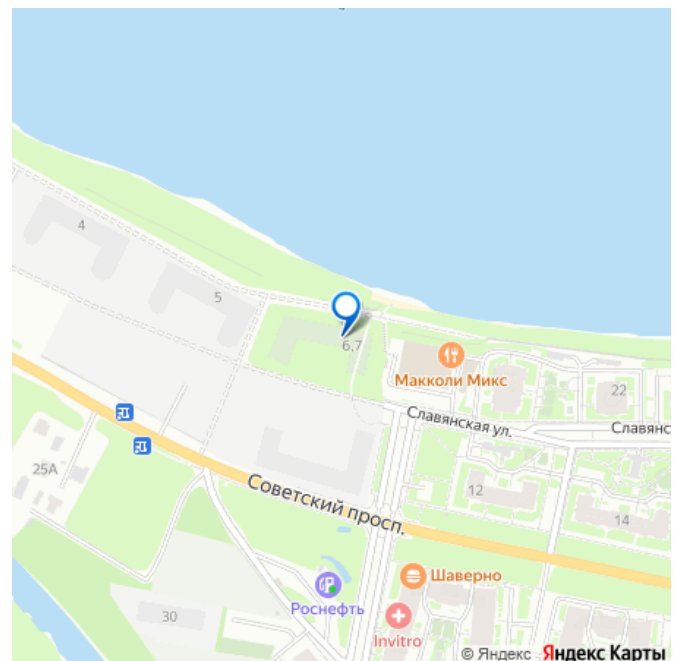 4
5
6,7
Макколи Микс
22
Славянская ул.
Славянс
25А
12
Советский просп.
14
Шаверно
Роснефть
30
Invitro
© Яндекс Яндекс Карты